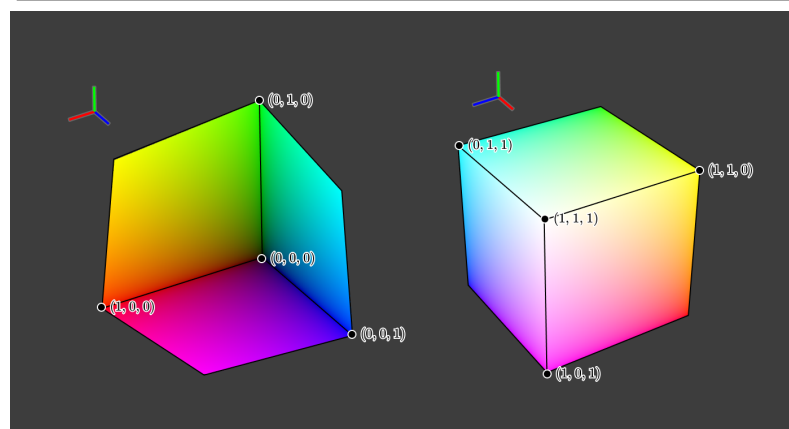 (0, 1, 0)
(0, 0, 0)
(1, 0, 0)
(0, 0, 1)
(0, 1, 1)
(1, 1, 0)
(1, 1, 1)
(1, 0, 1)